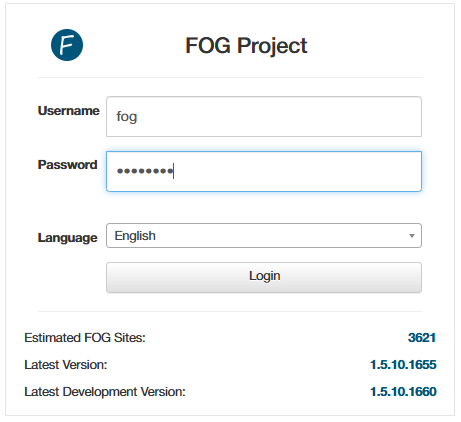 F
FOG Project
Username
fog
Password
••••••••
Language
English
Login
Estimated FOG Sites: 3621
Latest Version: 1.5.10.1655
Latest Development Version: 1.5.10.1660